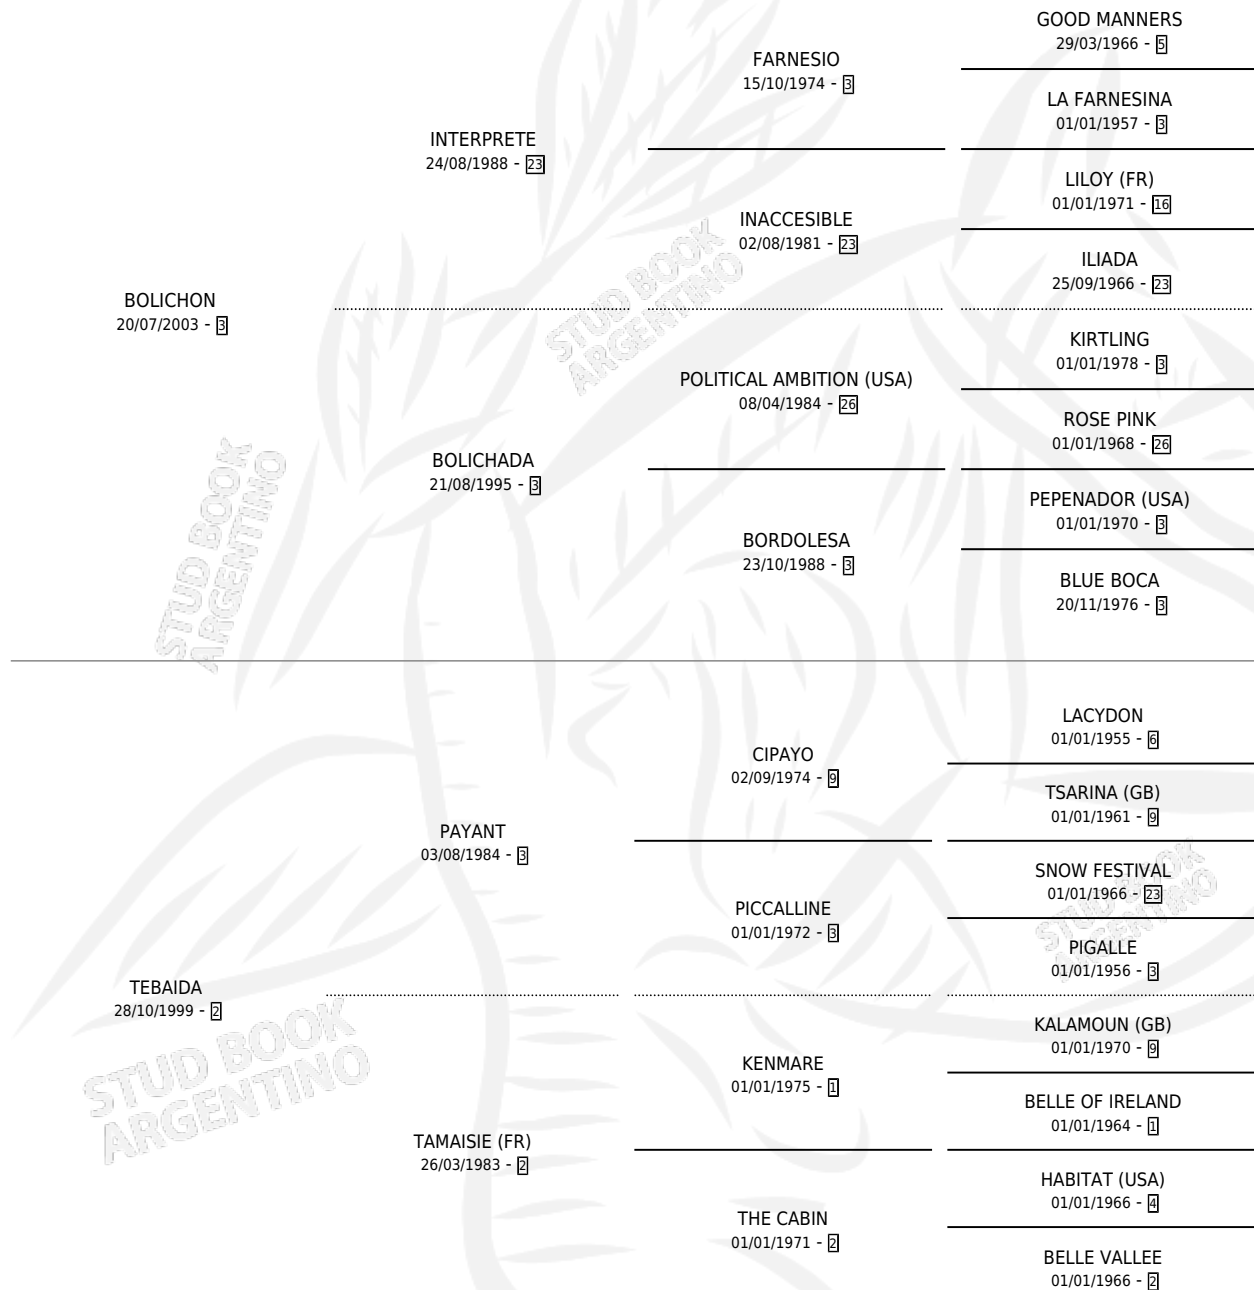 GOOD MANNERS
29/03/1966 - 5
FARNESIO
15/10/1974 - 3
LA FARNESINA
01/01/1957 - 3
INTERPRETE
24/08/1988 - 23
LILOY (FR)
01/01/1971 - 16
INACCESIBLE
02/08/1981 - 23
ILIADA
25/09/1966 - 23
BOLICHON
20/07/2003 - 3
KIRTLING
01/01/1978 - 3
POLITICAL AMBITION (USA)
08/04/1984 - 26
ROSE PINK
01/01/1968 - 26
BOLICHADA
21/08/1995 - 3
PEPENADOR (USA)
01/01/1970 - 3
BORDOLESA
23/10/1988 - 3
BLUE BOCA
20/11/1976 - 3
LACYDON
01/01/1955 - 6
CIPAYO
02/09/1974 - 9
TSARINA (GB)
01/01/1961 - 9
PAYANT
03/08/1984 - 3
SNOW FESTIVAL
01/01/1966 - 23
PICCALLINE
01/01/1972 - 3
PIGALLE
01/01/1956 - 3
TEBAIDA
28/10/1999 - 2
KALAMOUN (GB)
01/01/1970 - 9
KENMARE
01/01/1975 - 1
BELLE OF IRELAND
01/01/1964 - 1
TAMAISIE (FR)
26/03/1983 - 2
HABITAT (USA)
01/01/1966 - 4
THE CABIN
01/01/1971 - 2
BELLE VALLEE
01/01/1966 - 2
STUD BOOK
ARGENTINO
STUD BOOK
ARGENTINO
STUD BOOK
ARGENTINO
STUD BOOK
ARGENTINO